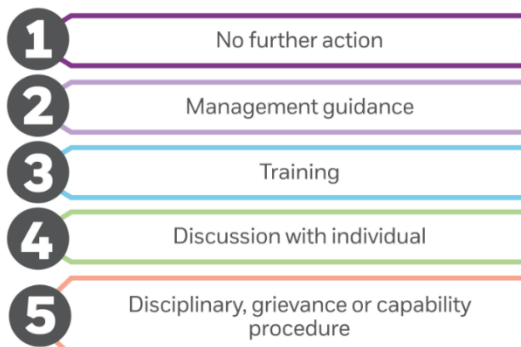 1 No further action
2 Management guidance
3 Training
4 Discussion with individual
5 Disciplinary, grievance or capability
procedure